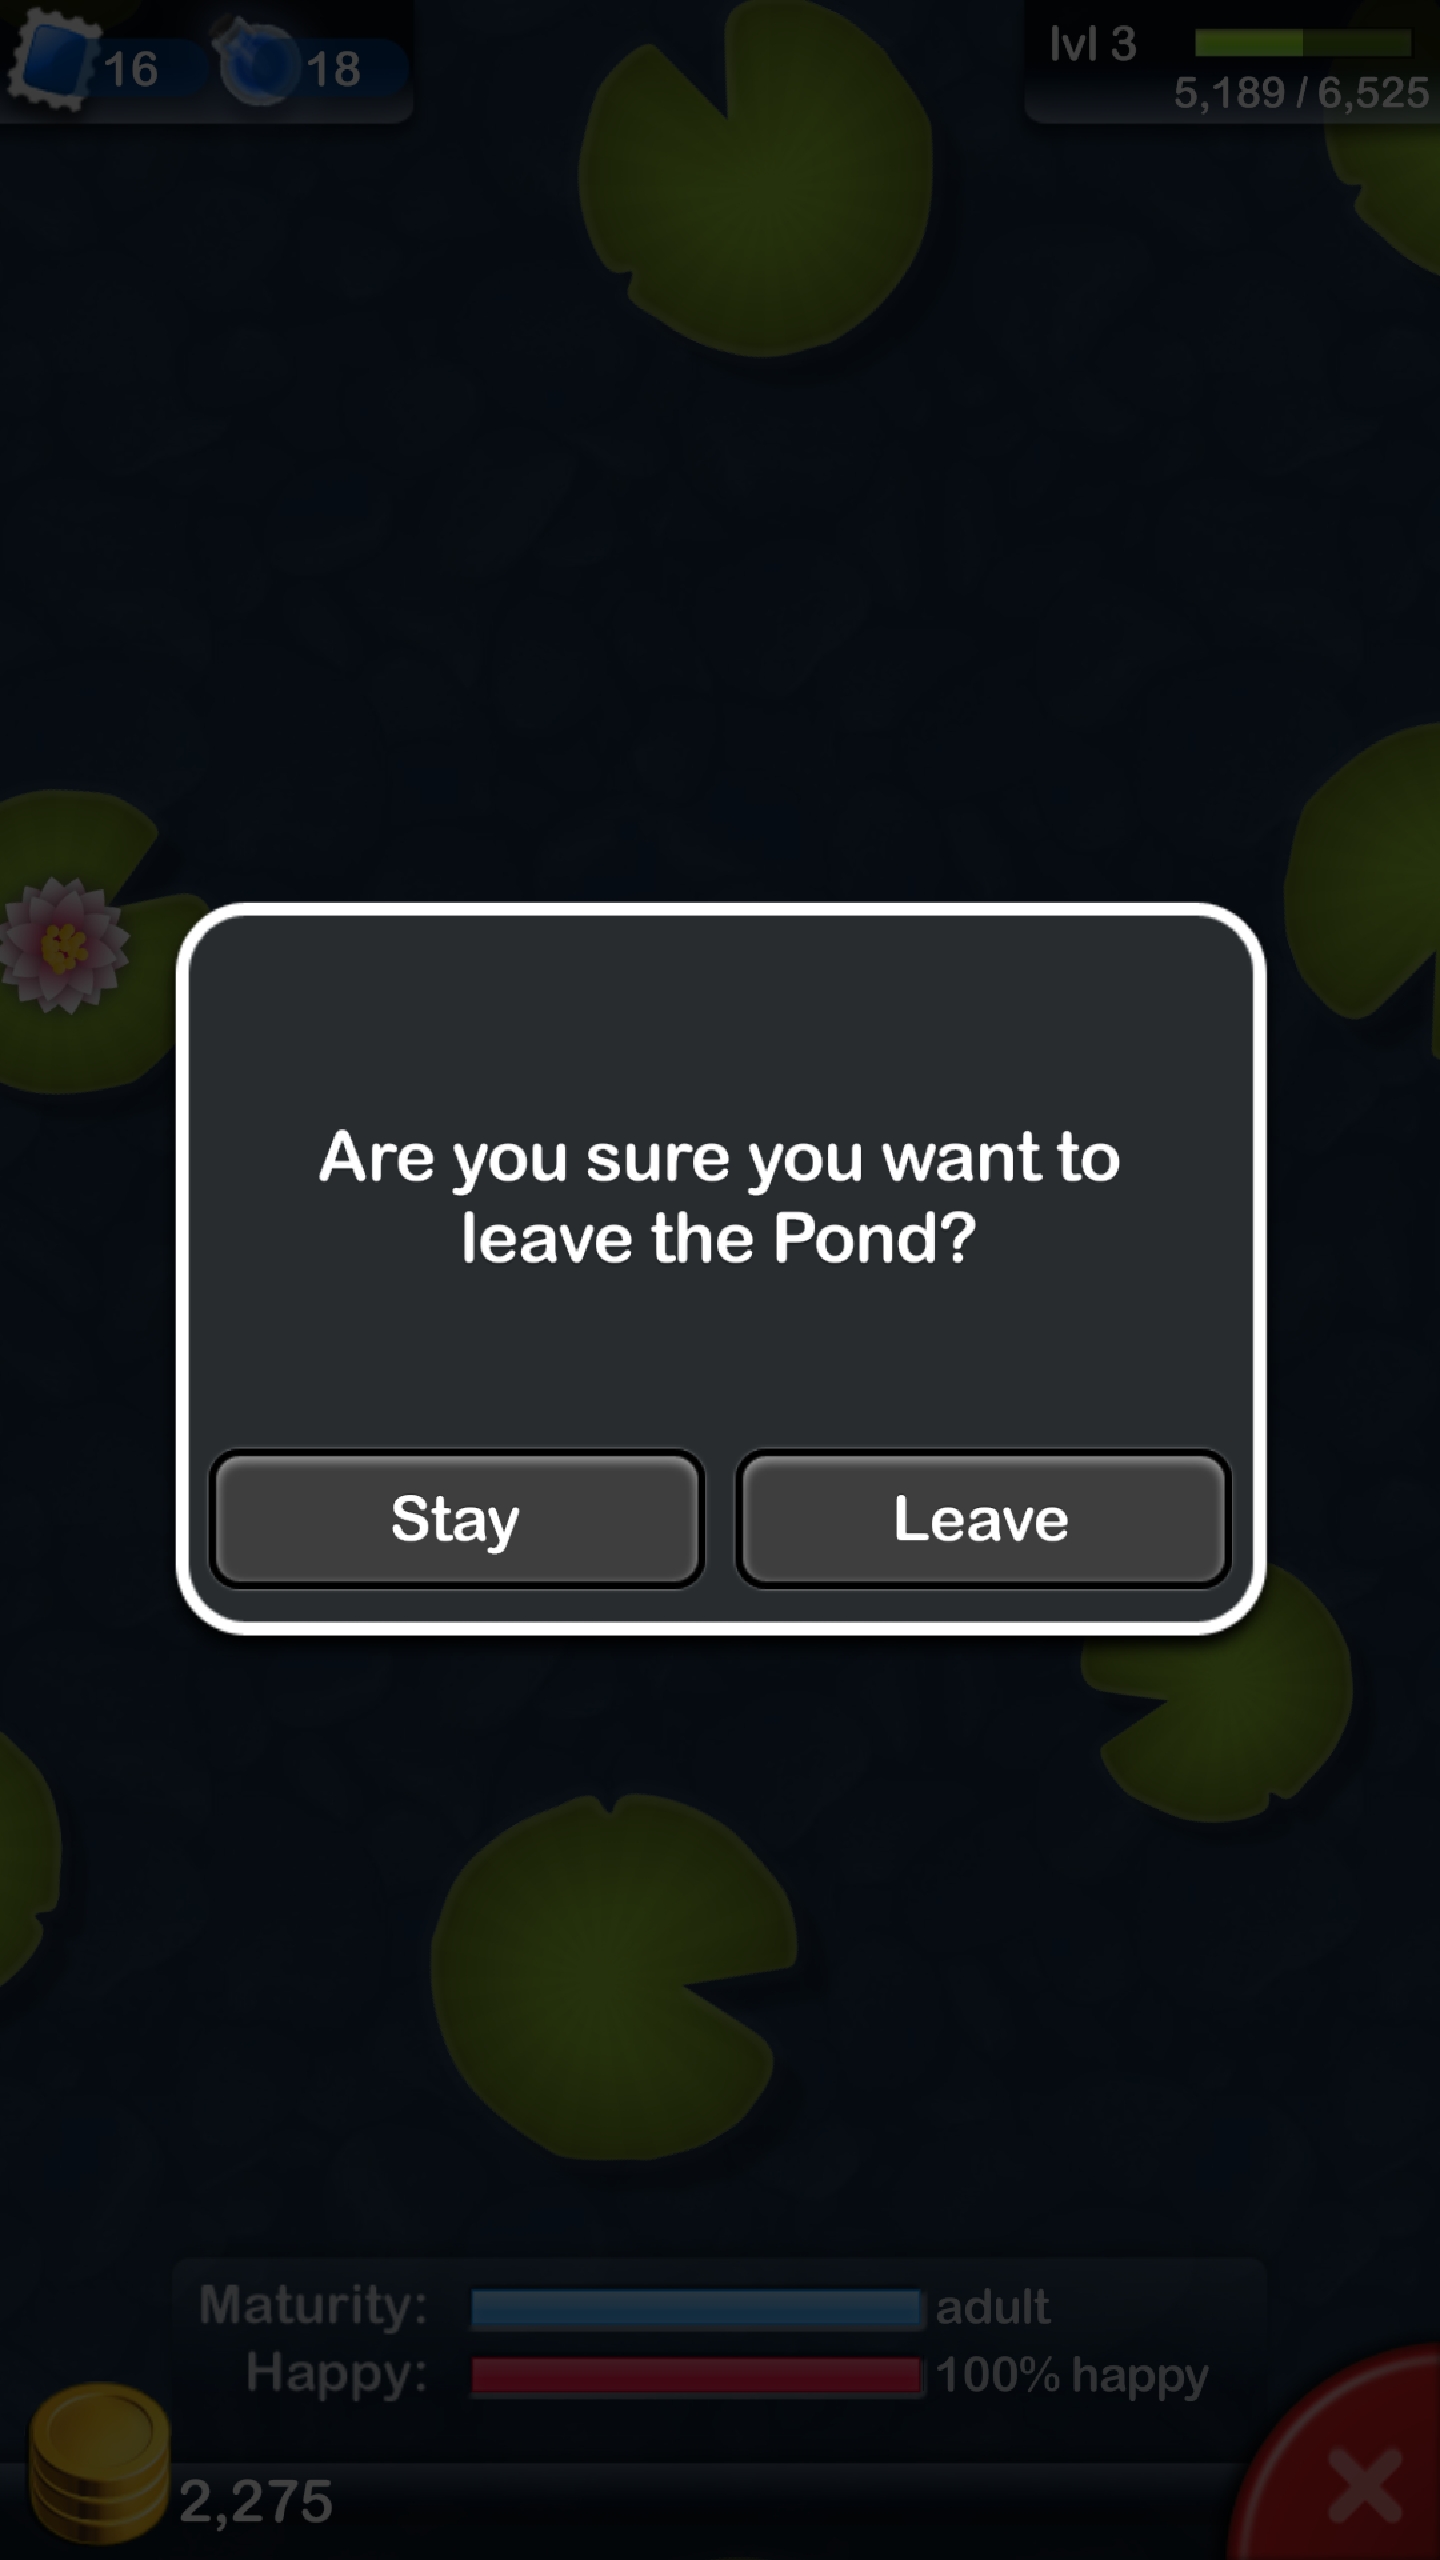 16
18
lvl 3
5,189 / 6,525
Are you sure you want to
leave the Pond?
Stay
Leave
Maturity:
adult
Happy:
100% happy
2,275